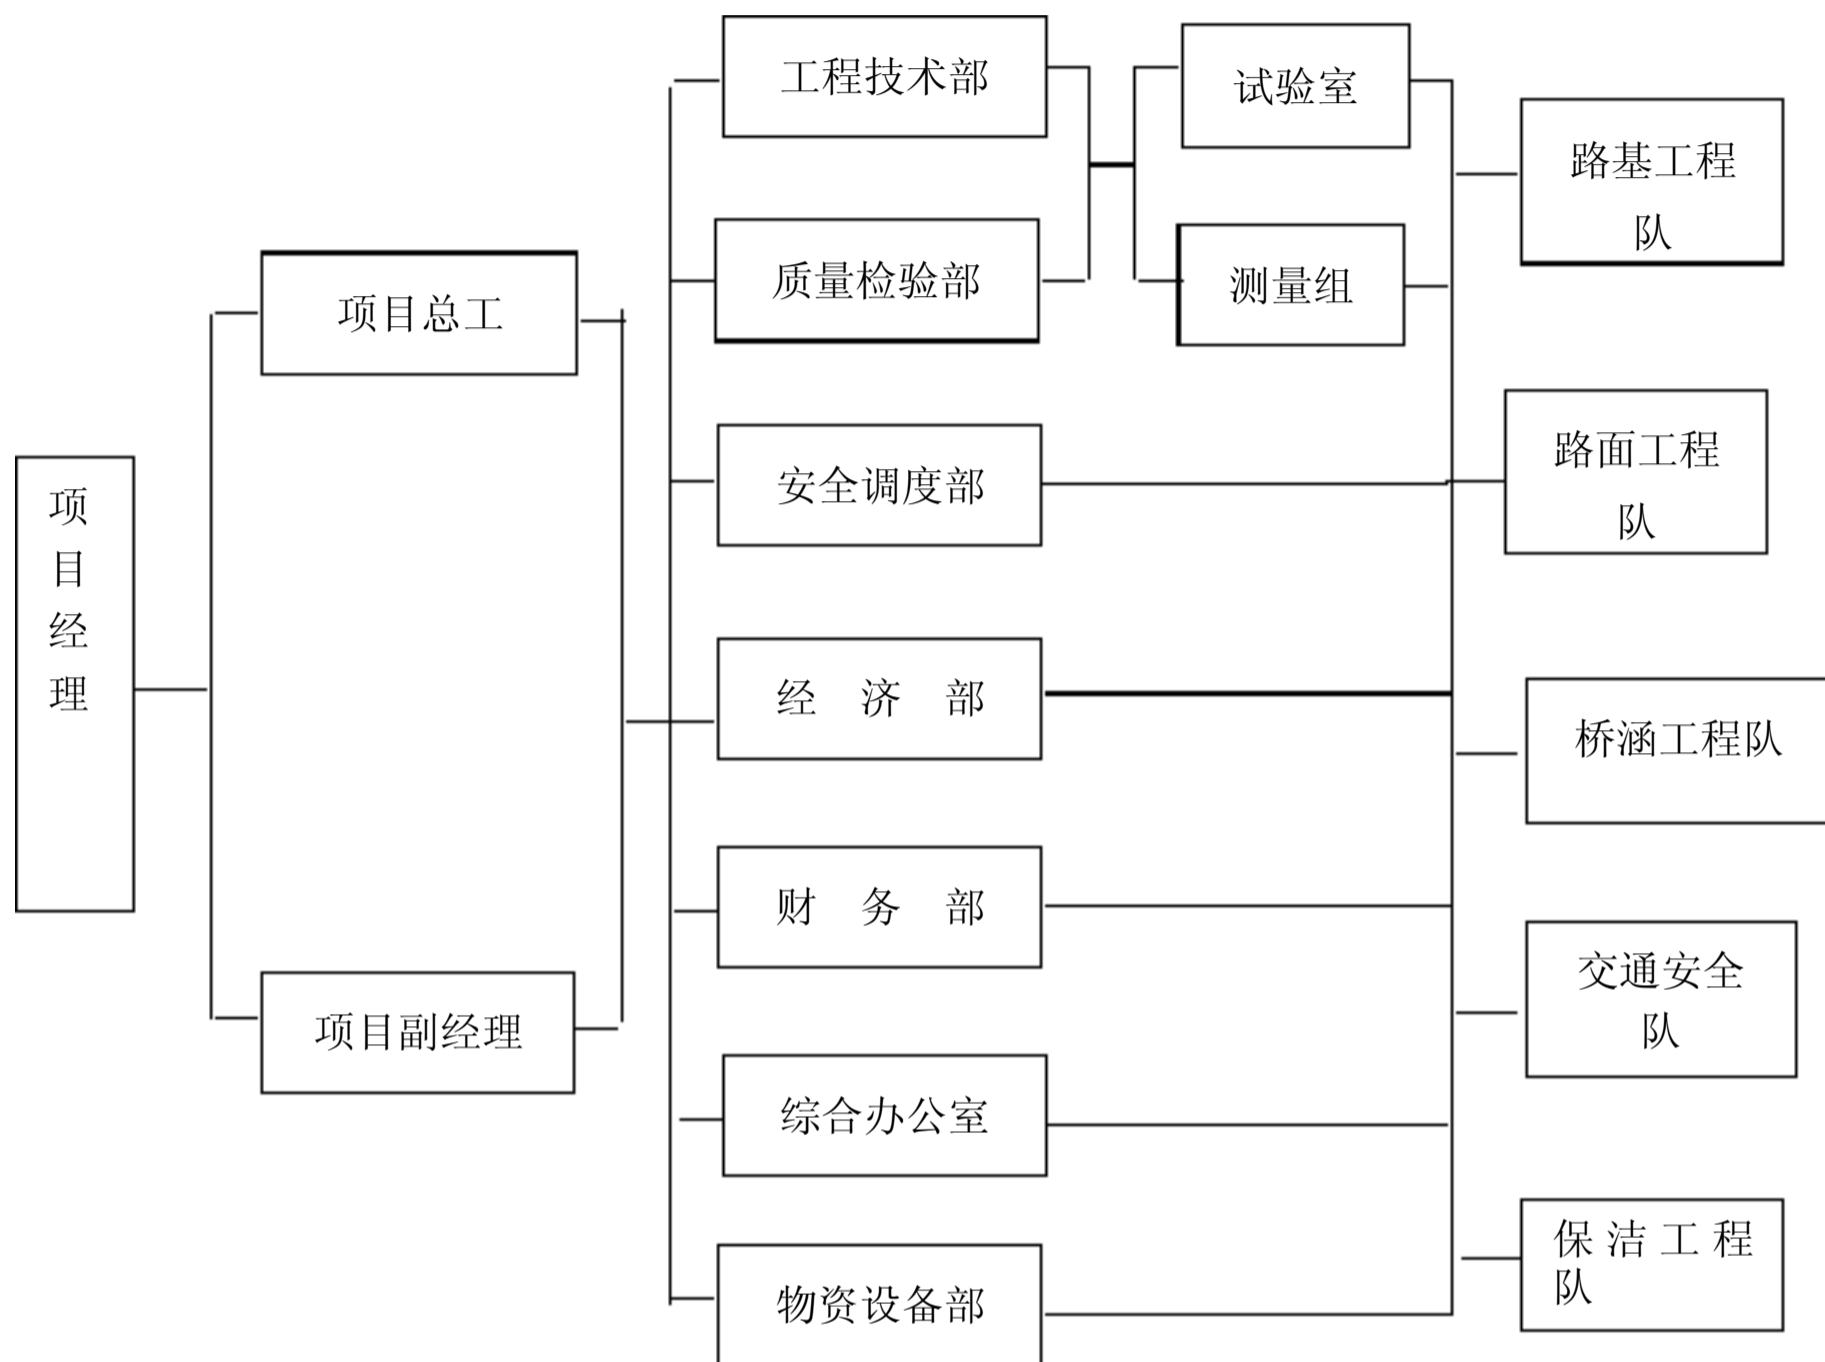 工程技术部
试验室
路基工程
队
质量检验部
测量组
项目总工
路面工程
队
安全调度部
项
目
经
理
经 济 部
桥涵工程队
财 务 部
交通安全
队
项目副经理
综合办公室
保 洁 工 程
队
物资设备部